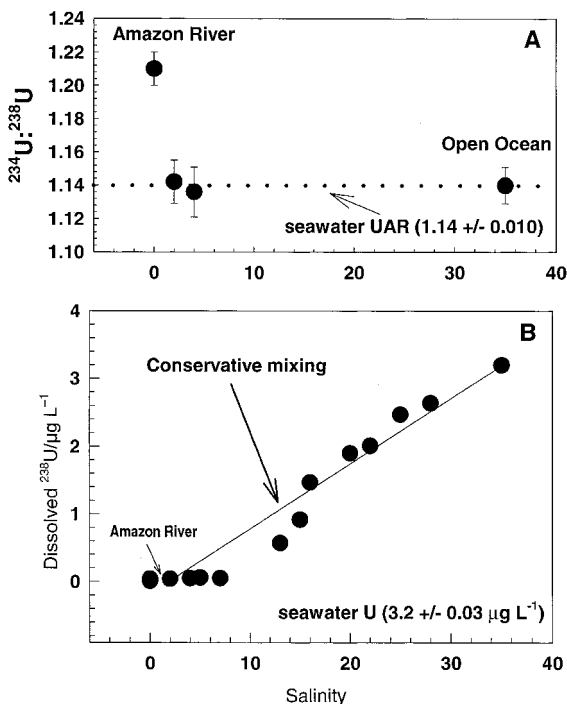 1.24
Amazon River
A
1.22
1.20
1.18
²³⁴U:²³⁸U
1.16
Open Ocean
1.14
1.12
seawater UAR (1.14 +/- 0.010)
1.10
0 10 20 30 40
4
B
Conservative mixing
3
Dissolved ²³⁸U/µg L⁻¹
2
1
Amazon River
0
seawater U (3.2 +/- 0.03 µg L⁻¹)
0 10 20 30 40
Salinity